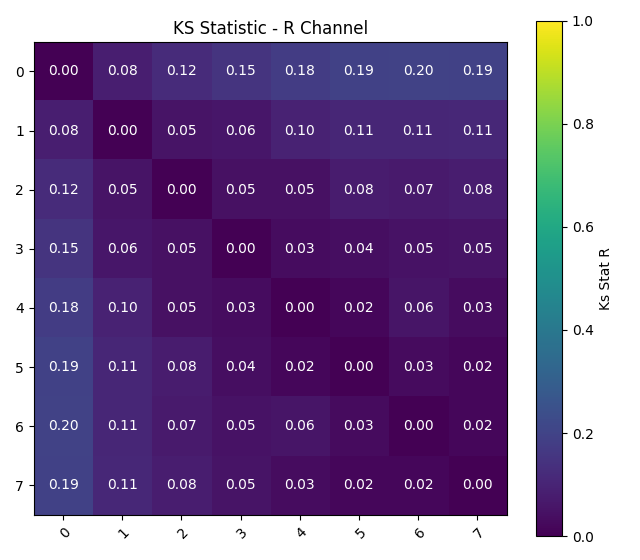 KS Statistic - R Channel
0 0.00 0.08 0.12 0.15 0.18 0.19 0.20 0.19
1 0.08 0.00 0.05 0.06 0.10 0.11 0.11 0.11
2 0.12 0.05 0.00 0.05 0.05 0.08 0.07 0.08
3 0.15 0.06 0.05 0.00 0.03 0.04 0.05 0.05
4 0.18 0.10 0.05 0.03 0.00 0.02 0.06 0.03
5 0.19 0.11 0.08 0.04 0.02 0.00 0.03 0.02
6 0.20 0.11 0.07 0.05 0.06 0.03 0.00 0.02
7 0.19 0.11 0.08 0.05 0.03 0.02 0.02 0.00
0 1 2 3 4 5 6 7
1.0
0.8
0.6
0.4
0.2
0.0
Ks Stat R